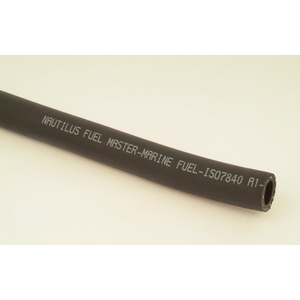 NAUTILUS FUEL MASTER-MARINE FUEL-ISO7840 A1-